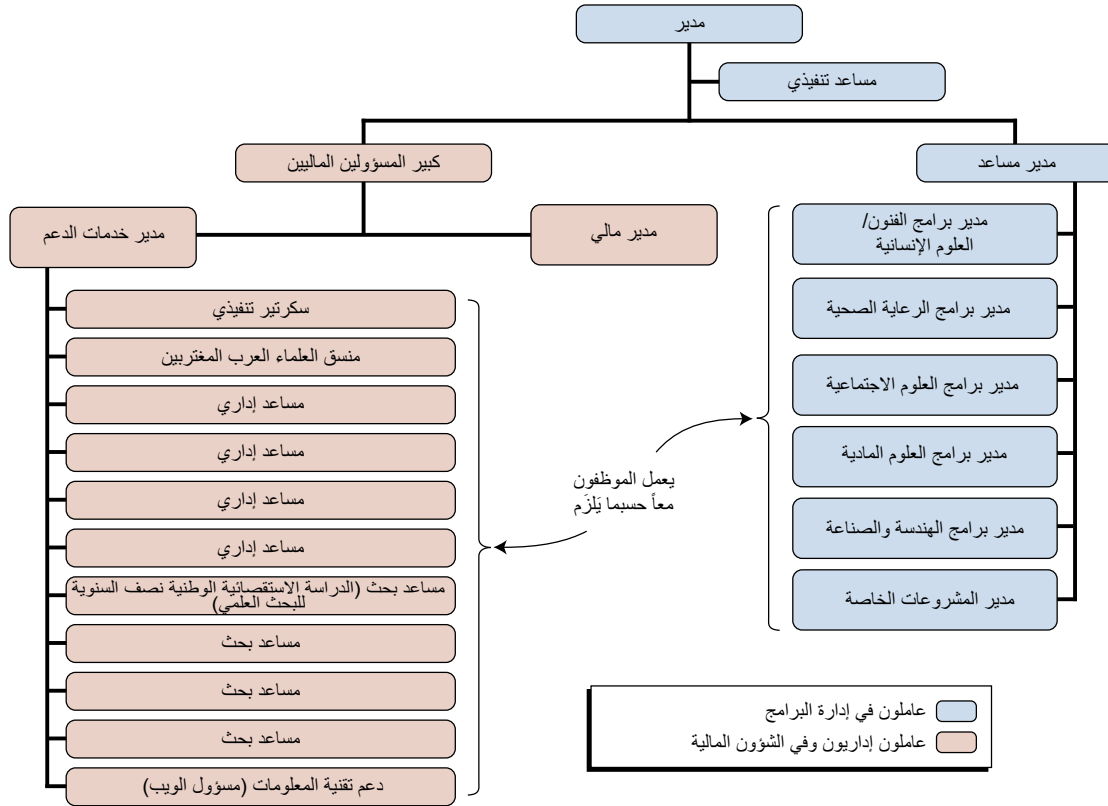 مدير
مساعد تنفيذي
مدير مساعد
كبير المسؤولين الماليين
مدير مالي
مدير خدمات الدعم
مدير برامج الفنون/
العلوم الإنسانية
مدير برامج الرعاية الصحية
مدير برامج العلوم الاجتماعية
مدير برامج العلوم المادية
مدير برامج الهندسة والصناعة
مدير المشروعات الخاصة
يعمل الموظفون
معاً حسبما يَلزَم
سكرتير تنفيذي
منسق العلماء العرب المغتربين
مساعد إداري
مساعد إداري
مساعد إداري
مساعد إداري
مساعد بحث (الدراسة الاستقصائية الوطنية نصف السنوية
للبحث العلمي)
مساعد بحث
مساعد بحث
مساعد بحث
دعم تقنية المعلومات (مسؤول الويب)
عاملون في إدارة البرامج
عاملون إداريون وفي الشؤون المالية